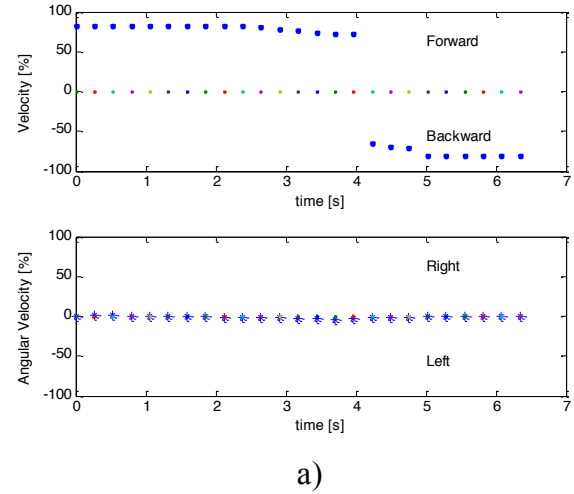 100
50
0
-50
-100
Velocity [%]
Forward
Backward
0 1 2 3 4 5 6 7
time [s]
100
50
0
-50
-100
Angular Velocity [%]
Right
Left
0 1 2 3 4 5 6 7
time [s]
a)